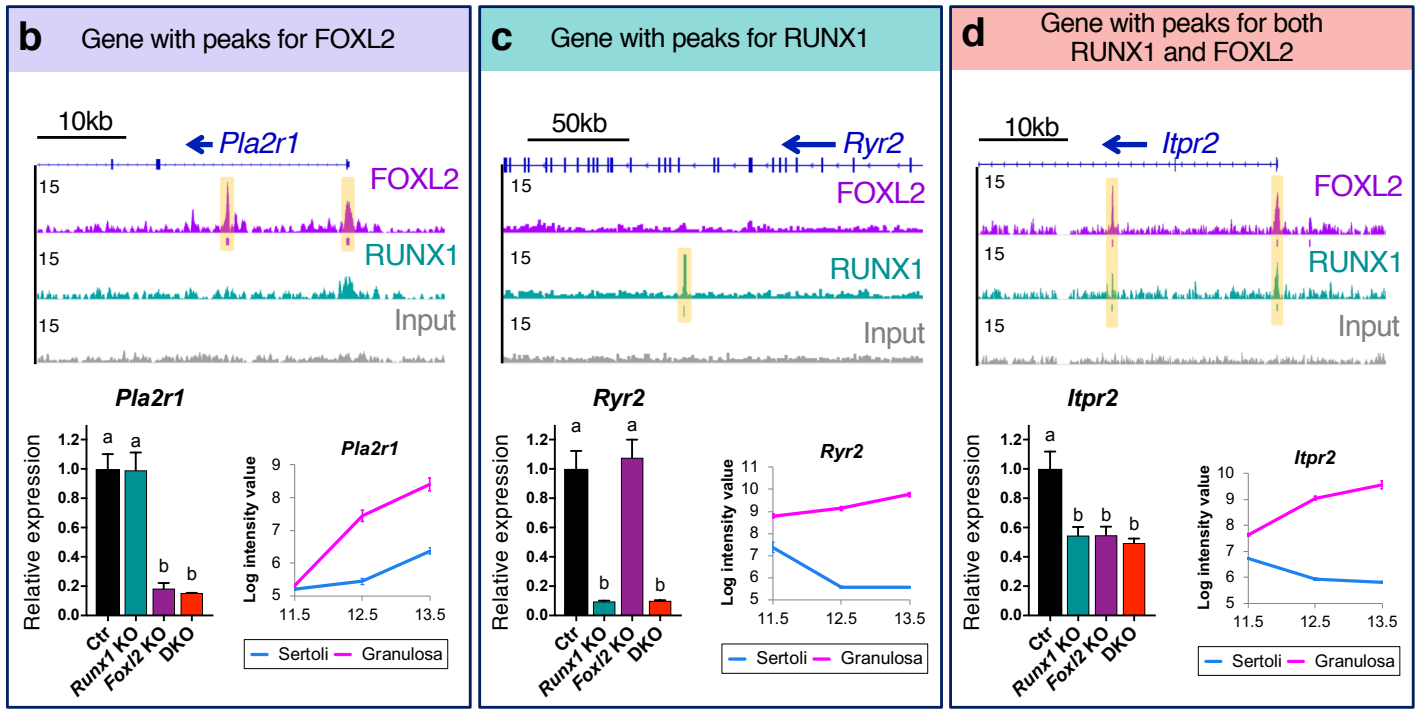 b Gene with peaks for FOXL2
10kb
Pla2r1
15 FOXL2
15 RUNX1
15 Input
Pla2r1
Relative expression
1.2
1.0
0.8
0.6
0.4
0.2
0.0
a a b b
Ctr
Runx1 KO
Foxl2 KO
DKO
Pla2r1
Log intensity value
9
8
7
6
5
11.5 12.5 13.5
Sertoli Granulosa
c Gene with peaks for RUNX1
50kb
Ryr2
15 FOXL2
15 RUNX1
15 Input
Ryr2
Relative expression
1.2
1.0
0.8
0.6
0.4
0.2
0.0
a b a b
Ctr
Runx1 KO
Foxl2 KO
DKO
Ryr2
Log intensity value
11
10
9
8
7
6
5
11.5 12.5 13.5
Sertoli Granulosa
d Gene with peaks for both
RUNX1 and FOXL2
10kb
Itpr2
15 FOXL2
15 RUNX1
15 Input
Itpr2
Relative expression
1.2
1.0
0.8
0.6
0.4
0.2
0.0
a b b b
Ctr
Runx1 KO
Foxl2 KO
DKO
Itpr2
Log intensity value
10
9
8
7
6
5
11.5 12.5 13.5
Sertoli Granulosa